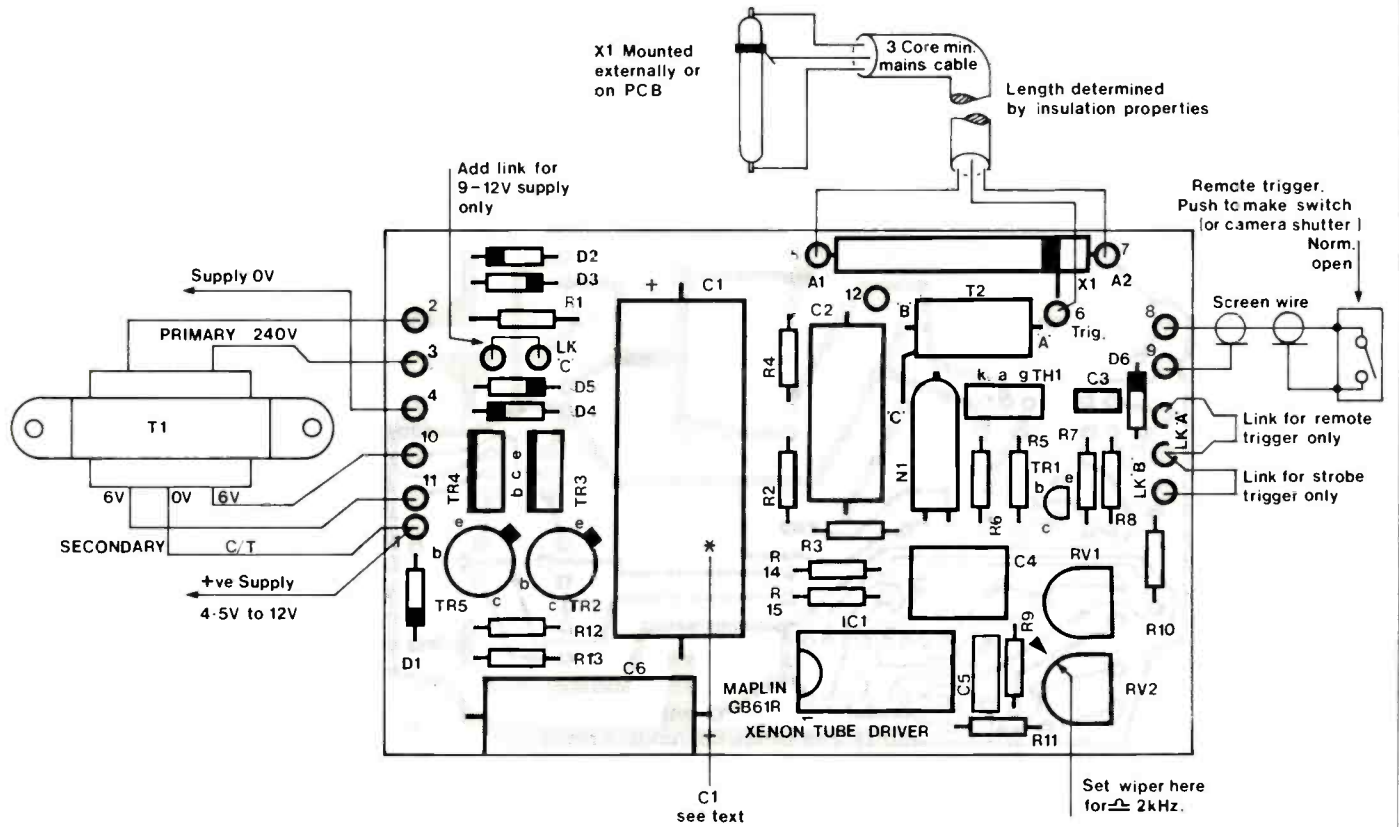 X1 Mounted
externally or
on PCB
3 Core min.
mains cable
Length determined
by insulation properties
Add link for
9-12V supply
only
Remote trigger.
Push to make switch
(or camera shutter)
Norm.
open
Supply 0V
PRIMARY 240V
T1
6V 0V 6V
SECONDARY C/T
+ve Supply
4·5V to 12V
2
3
4
10
11
1
D2
D3
R1
LK
'C'
D5
D4
TR4
b c e
TR3
e
b
c
TR5
e
b
c
TR2
D1
R12
R13
C6
+
+ C1
*
C1
see text
5
A1
7
A2
X1
12
'B'
T2
'A'
6
Trig.
C2
R4
'C'
k a g TH1
C3
D6
R2
N1
R6
R5
TR1
b e
c
R7
R8
R3
R
14
R
15
C4
RV1
R10
IC1
1
C5
R9
RV2
R11
MAPLIN
GB61R
XENON TUBE DRIVER
8
9
Screen wire
LK 'A'
LK 'B'
Link for remote
trigger only
Link for strobe
trigger only
Set wiper here
for ≏ 2kHz.